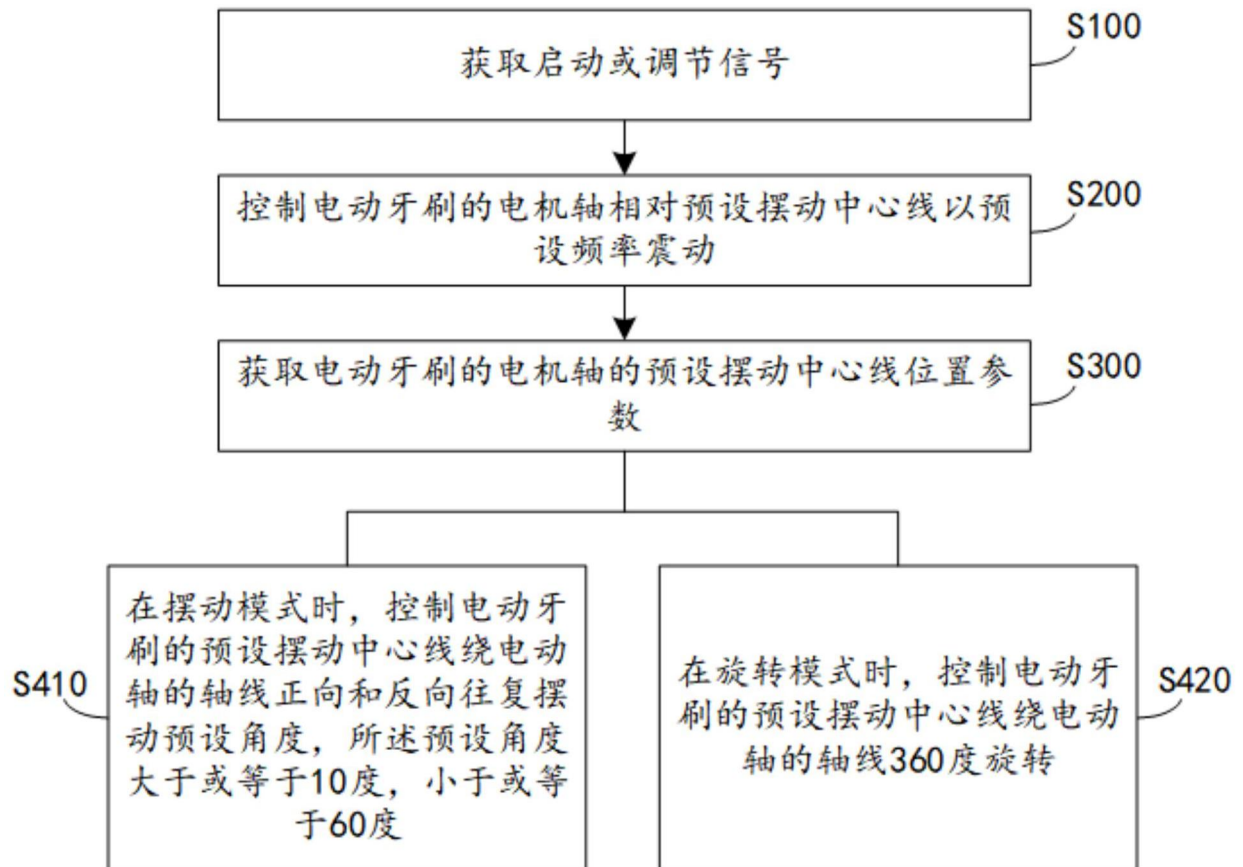 S100
获取启动或调节信号
S200
控制电动牙刷的电机轴相对预设摆动中心线以预
设频率震动
S300
获取电动牙刷的电机轴的预设摆动中心线位置参
数
S410
在摆动模式时，控制电动牙
刷的预设摆动中心线绕电动
轴的轴线正向和反向往复摆
动预设角度，所述预设角度
大于或等于10度，小于或等
于60度
S420
在旋转模式时，控制电动牙
刷的预设摆动中心线绕电动
轴的轴线360度旋转